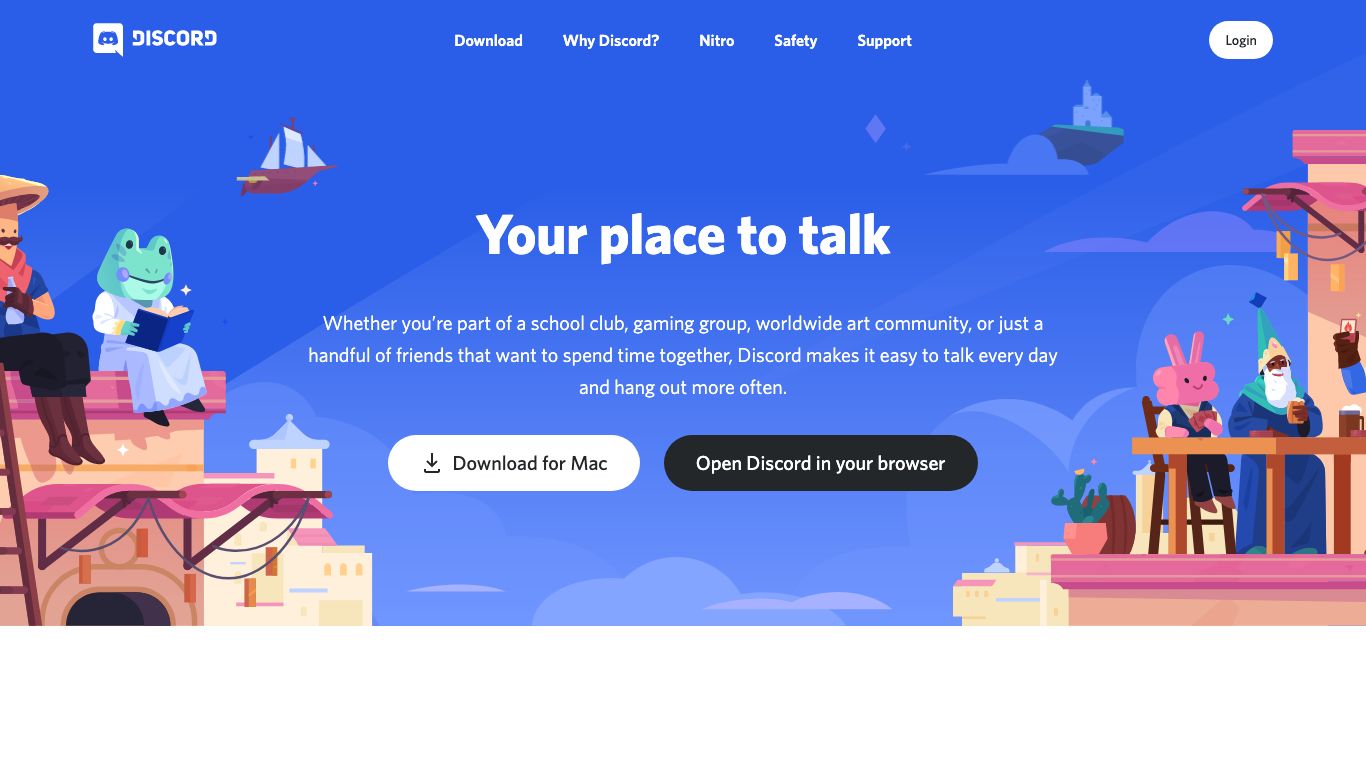 DISCORD
Download
Why Discord?
Nitro
Safety
Support
Login
Your place to talk
Whether you’re part of a school club, gaming group, worldwide art community, or just a
handful of friends that want to spend time together, Discord makes it easy to talk every day
and hang out more often.
Download for Mac
Open Discord in your browser